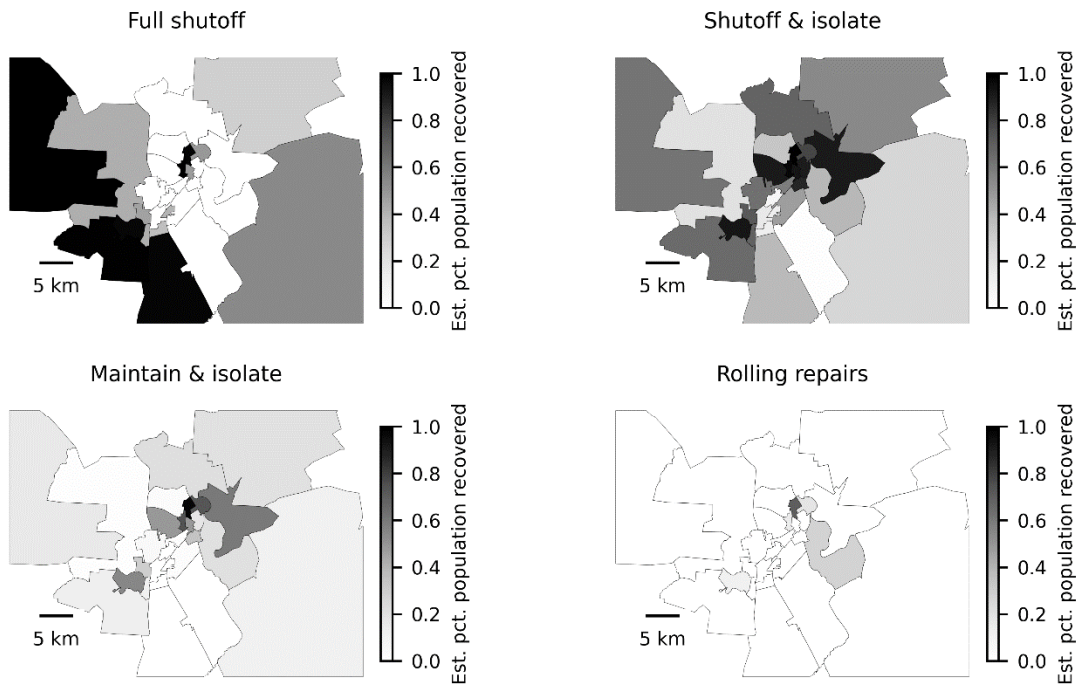 Full shutoff
1.0
0.8
0.6
0.4
0.2
0.0
Est. pct. population recovered
5 km
Shutoff & isolate
1.0
0.8
0.6
0.4
0.2
0.0
Est. pct. population recovered
5 km
Maintain & isolate
1.0
0.8
0.6
0.4
0.2
0.0
Est. pct. population recovered
5 km
Rolling repairs
1.0
0.8
0.6
0.4
0.2
0.0
Est. pct. population recovered
5 km